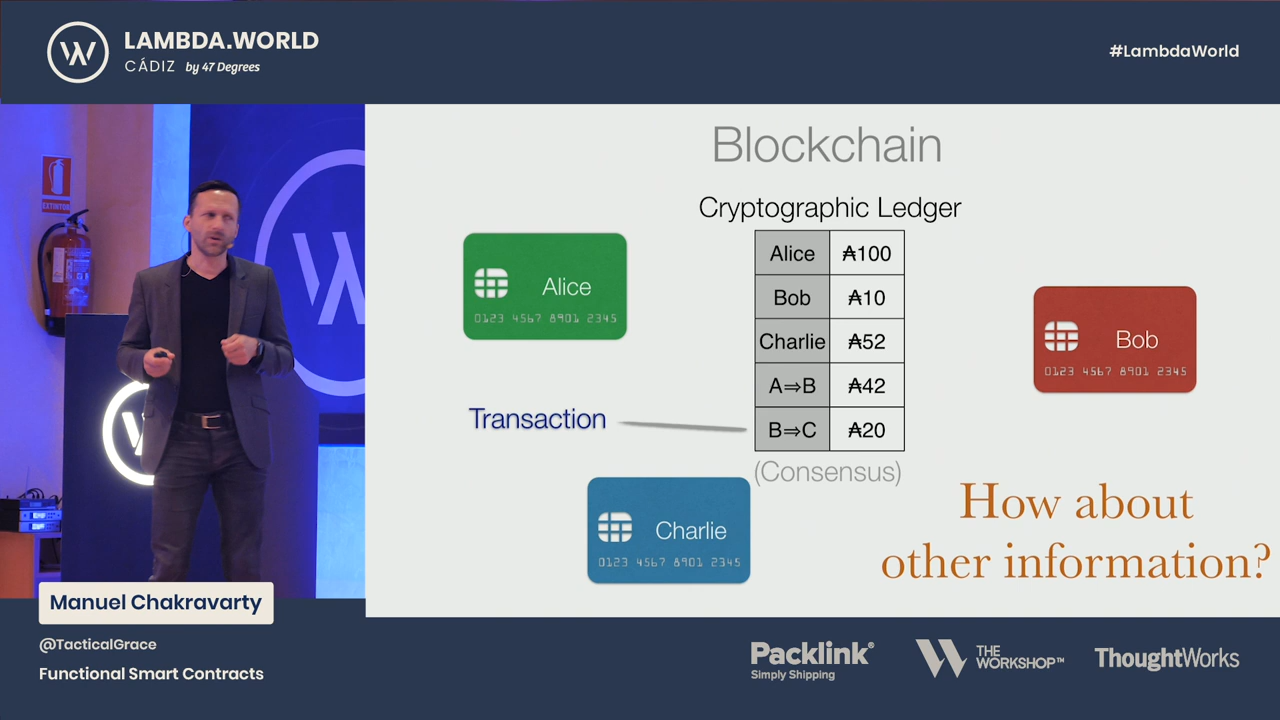 LAMBDA.WORLD
CÁDIZ by 47 Degrees
#LambdaWorld
EXTINTOR
Blockchain
Cryptographic Ledger
Alice ₳100
Bob ₳10
Charlie ₳52
A⇒B ₳42
B⇒C ₳20
(Consensus)
Alice
0123 4567 8901 2345
Bob
0123 4567 8901 2345
Transaction
Charlie
0123 4567 8901 2345
How about
other information?
Manuel Chakravarty
@TacticalGrace
Functional Smart Contracts
Packlink®
Simply Shipping
THE
WORKSHOP™
ThoughtWorks